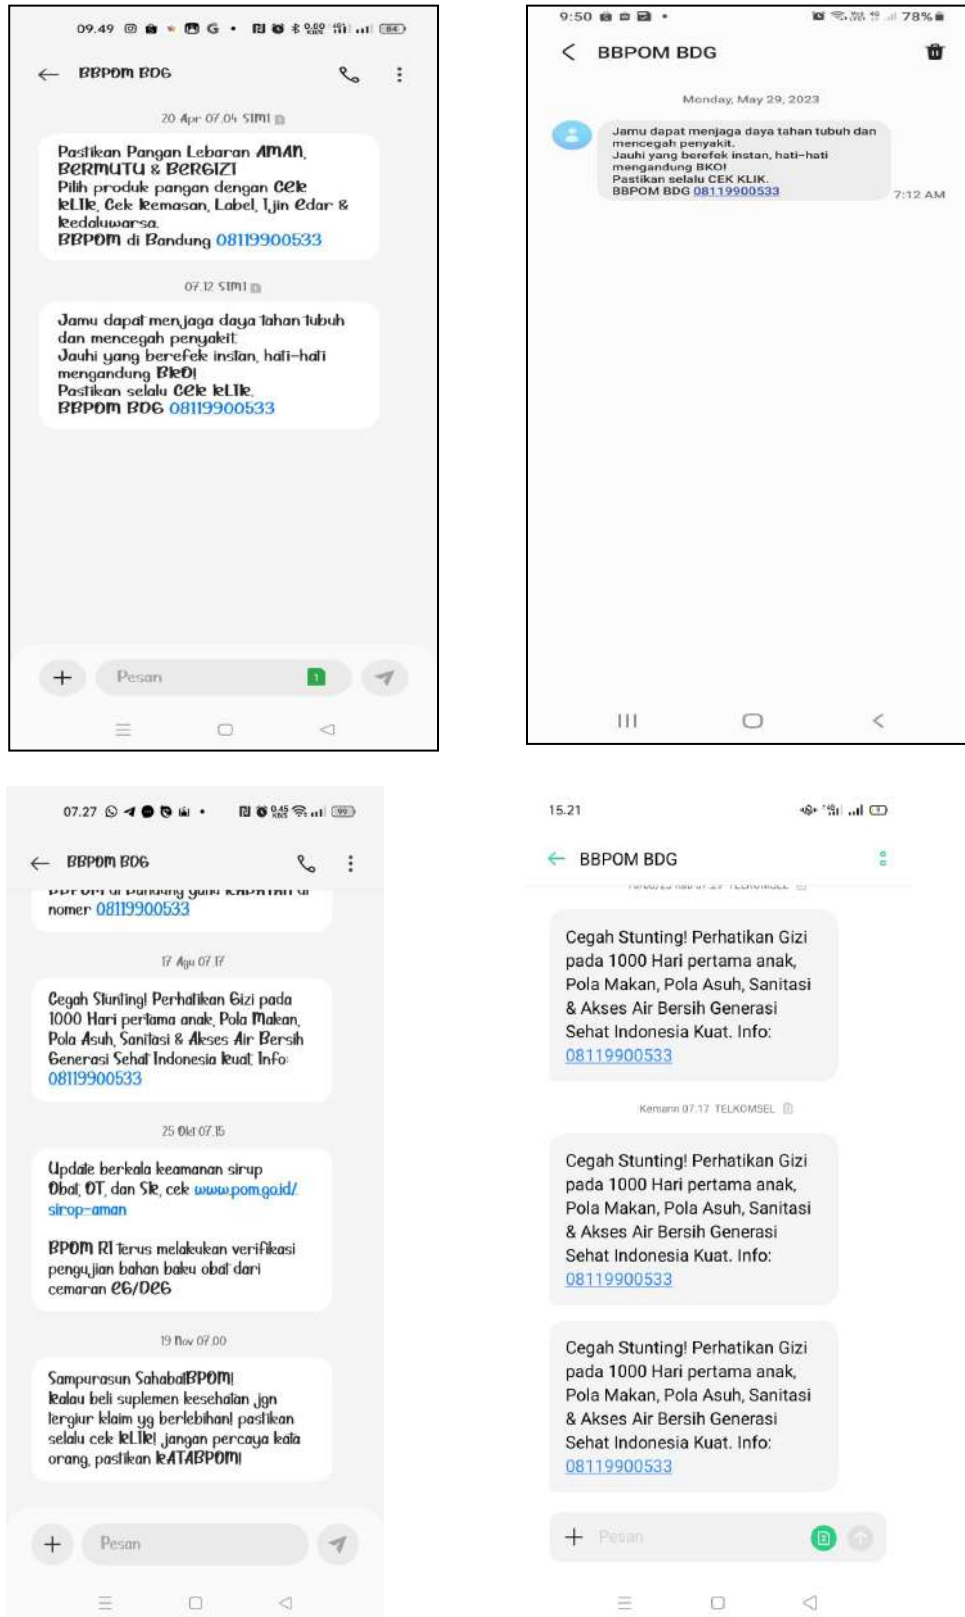 09.49
0.00 KB/S
84
BBPOM BDG
20 Apr 07.04 SIM1
Pastikan Pangan Lebaran AMAN,
BERMUTU & BERGIZI
Pilih produk pangan dengan CEK
KLIK, Cek Kemasan, Label, Ijin Edar &
Kedaluwarsa.
BBPOM di Bandung 08119900533
07.12 SIM1
Jamu dapat menjaga daya tahan tubuh
dan mencegah penyakit.
Jauhi yang berefek instan, hati-hati
mengandung BKO!
Pastikan selalu CEK KLIK.
BBPOM BDG 08119900533
Pesan
1
9:50
78%
BBPOM BDG
Monday, May 29, 2023
Jamu dapat menjaga daya tahan tubuh dan
mencegah penyakit.
Jauhi yang berefek instan, hati-hati
mengandung BKO!
Pastikan selalu CEK KLIK.
BBPOM BDG 08119900533
7:12 AM
07.27
0.45 KB/S
99
BBPOM BDG
nomer 08119900533
17 Agu 07.17
Cegah Stunting! Perhatikan Gizi pada
1000 Hari pertama anak, Pola Makan,
Pola Asuh, Sanitasi & Akses Air Bersih
Generasi Sehat Indonesia Kuat. Info:
08119900533
25 Okt 07.15
Update berkala keamanan sirup
Obat, OT, dan SK, cek www.pom.go.id/
sirop-aman
BPOM RI terus melakukan verifikasi
pengujian bahan baku obat dari
cemaran EG/DEG
19 Nov 07.00
Sampurasun SahabatBPOM!
Kalau beli suplemen kesehatan jgn
tergiur klaim yg berlebihan! pastikan
selalu cek KLIK! jangan percaya kata
orang, pastikan KATABPOM!
Pesan
15.21
BBPOM BDG
Cegah Stunting! Perhatikan Gizi
pada 1000 Hari pertama anak,
Pola Makan, Pola Asuh, Sanitasi
& Akses Air Bersih Generasi
Sehat Indonesia Kuat. Info:
08119900533
Kemarin 07.17 TELKOMSEL
Cegah Stunting! Perhatikan Gizi
pada 1000 Hari pertama anak,
Pola Makan, Pola Asuh, Sanitasi
& Akses Air Bersih Generasi
Sehat Indonesia Kuat. Info:
08119900533
Cegah Stunting! Perhatikan Gizi
pada 1000 Hari pertama anak,
Pola Makan, Pola Asuh, Sanitasi
& Akses Air Bersih Generasi
Sehat Indonesia Kuat. Info:
08119900533
Pesan